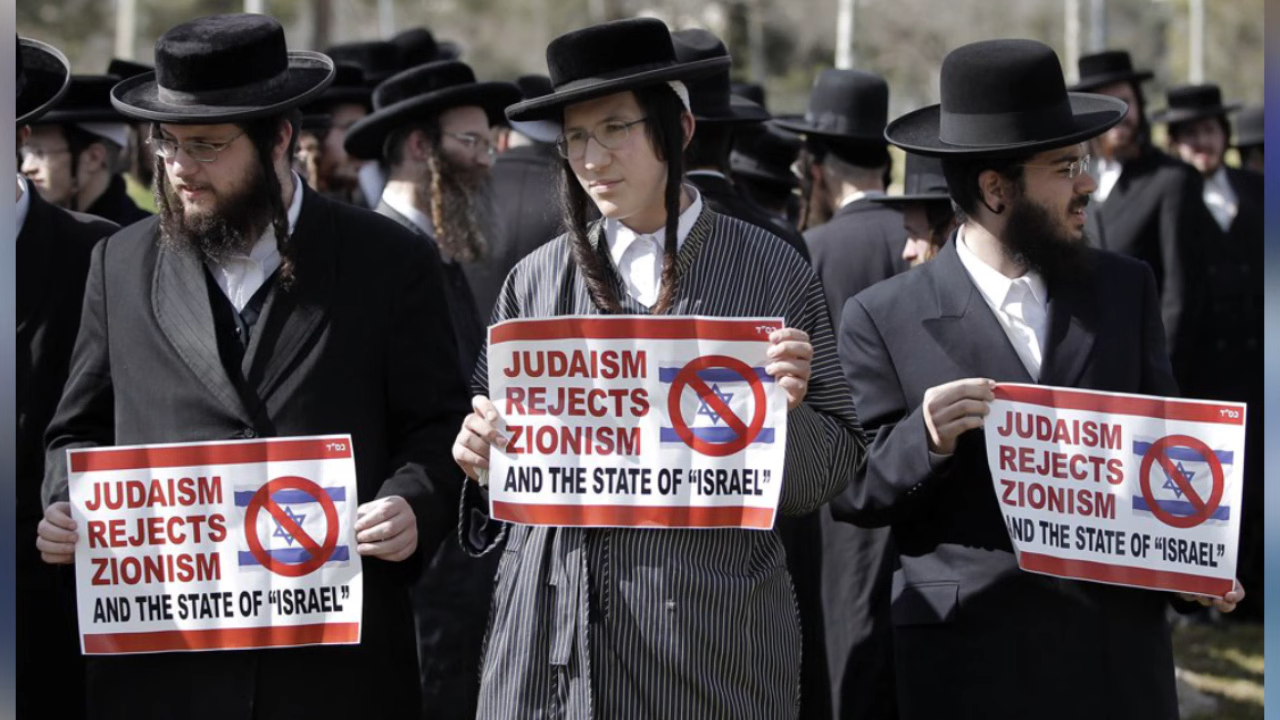 בס"ד
JUDAISM
REJECTS
ZIONISM
AND THE STATE OF "ISRAEL"
בס"ד
JUDAISM
REJECTS
ZIONISM
AND THE STATE OF "ISRAEL"
בס"ד
JUDAISM
REJECTS
ZIONISM
AND THE STATE OF "ISRAEL"